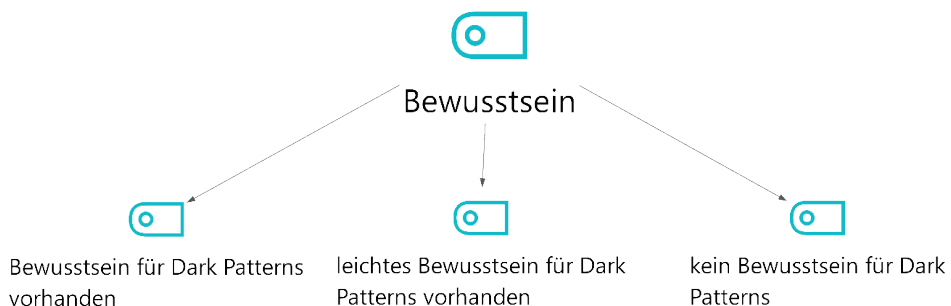 Bewusstsein
Bewusstsein für Dark Patterns
vorhanden
leichtes Bewusstsein für Dark
Patterns vorhanden
kein Bewusstsein für Dark
Patterns